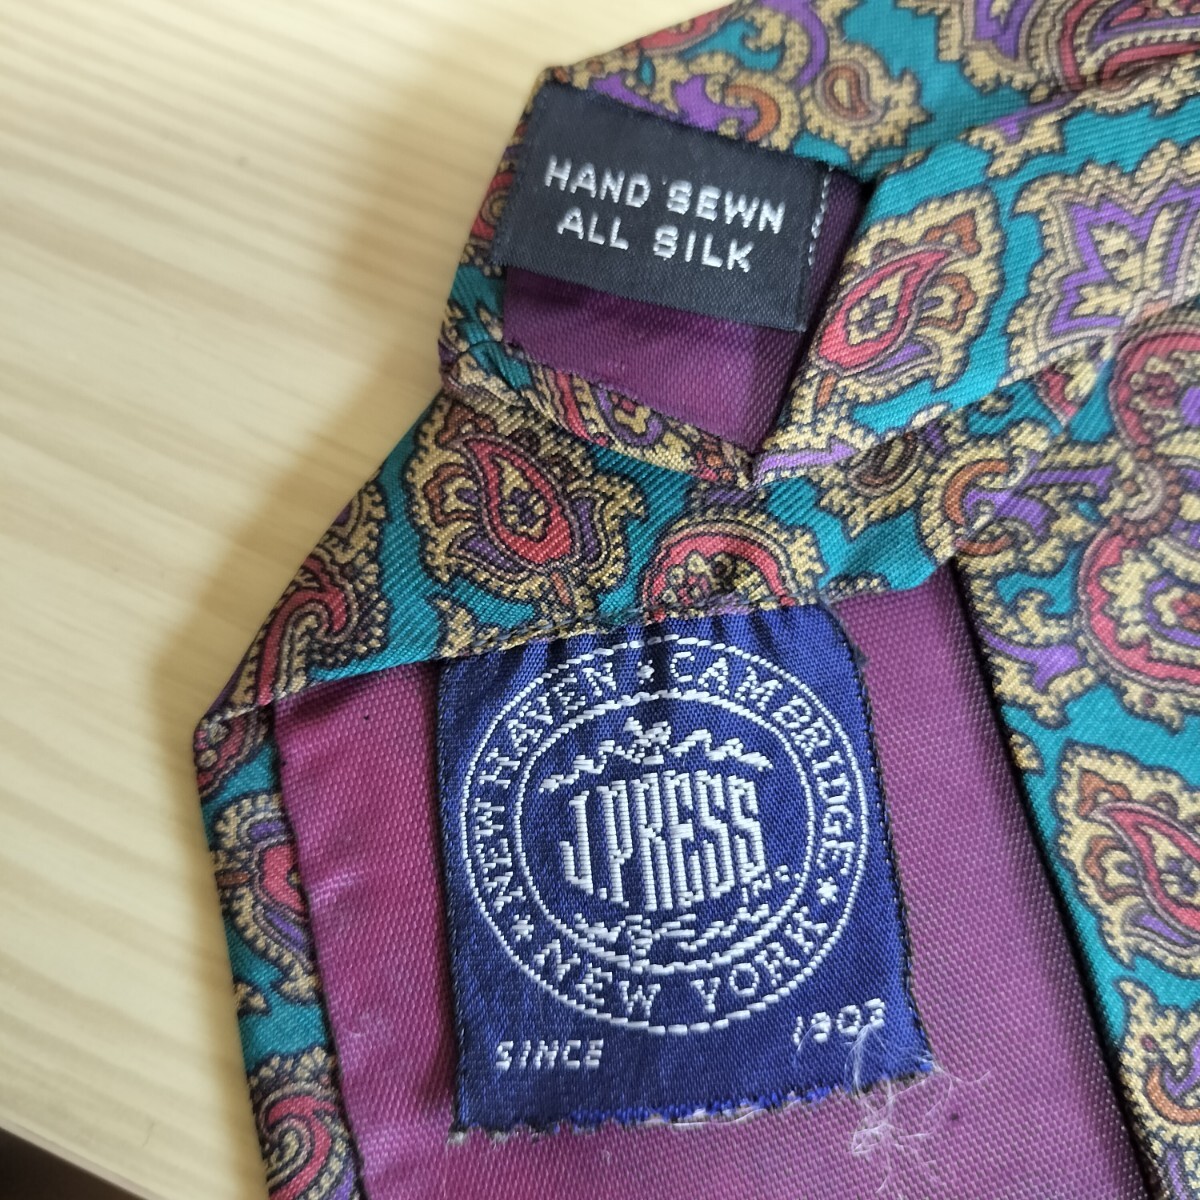 HAND SEWN
ALL SILK
NEW HAVEN * CAMBRIDGE * NEW YORK *
J.PRESS
SINCE 1902